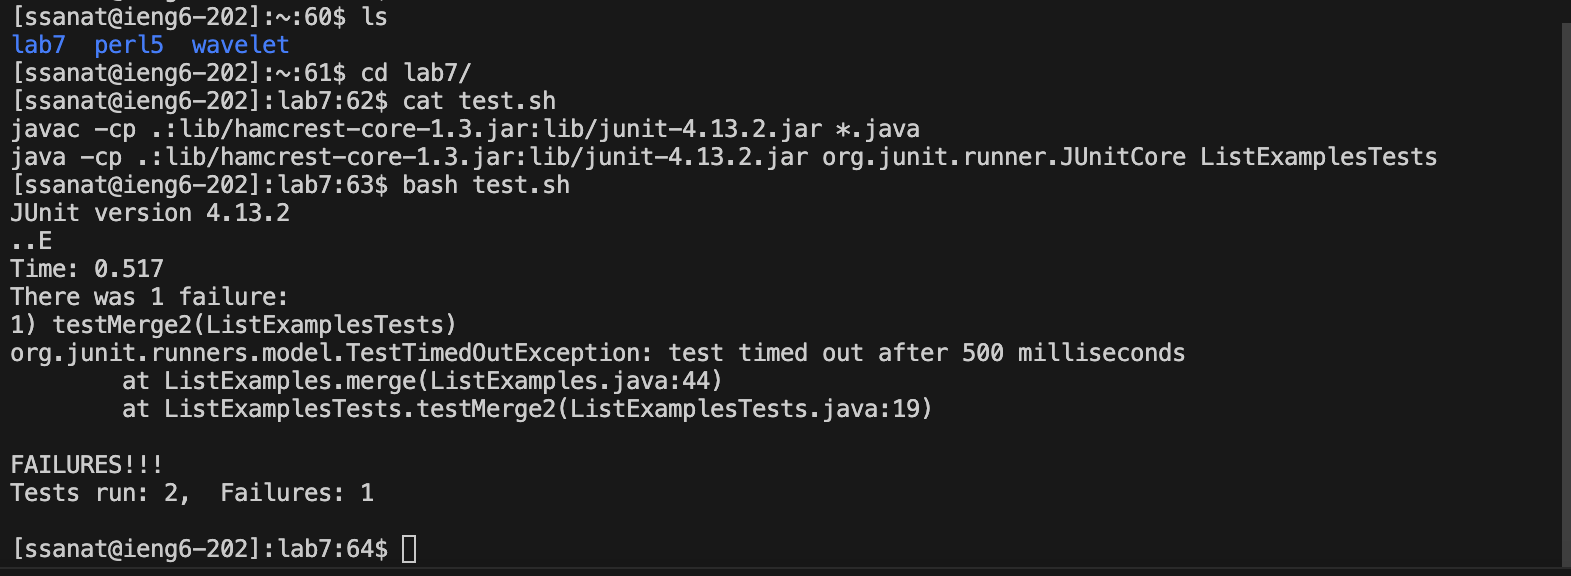 [ssanat@ieng6-202]:~:60$ ls
lab7  perl5  wavelet
[ssanat@ieng6-202]:~:61$ cd lab7/
[ssanat@ieng6-202]:lab7:62$ cat test.sh
javac -cp .:lib/hamcrest-core-1.3.jar:lib/junit-4.13.2.jar *.java
java -cp .:lib/hamcrest-core-1.3.jar:lib/junit-4.13.2.jar org.junit.runner.JUnitCore ListExamplesTests
[ssanat@ieng6-202]:lab7:63$ bash test.sh
JUnit version 4.13.2
..E
Time: 0.517
There was 1 failure:
1) testMerge2(ListExamplesTests)
org.junit.runners.model.TestTimedOutException: test timed out after 500 milliseconds
        at ListExamples.merge(ListExamples.java:44)
        at ListExamplesTests.testMerge2(ListExamplesTests.java:19)

FAILURES!!!
Tests run: 2,  Failures: 1

[ssanat@ieng6-202]:lab7:64$